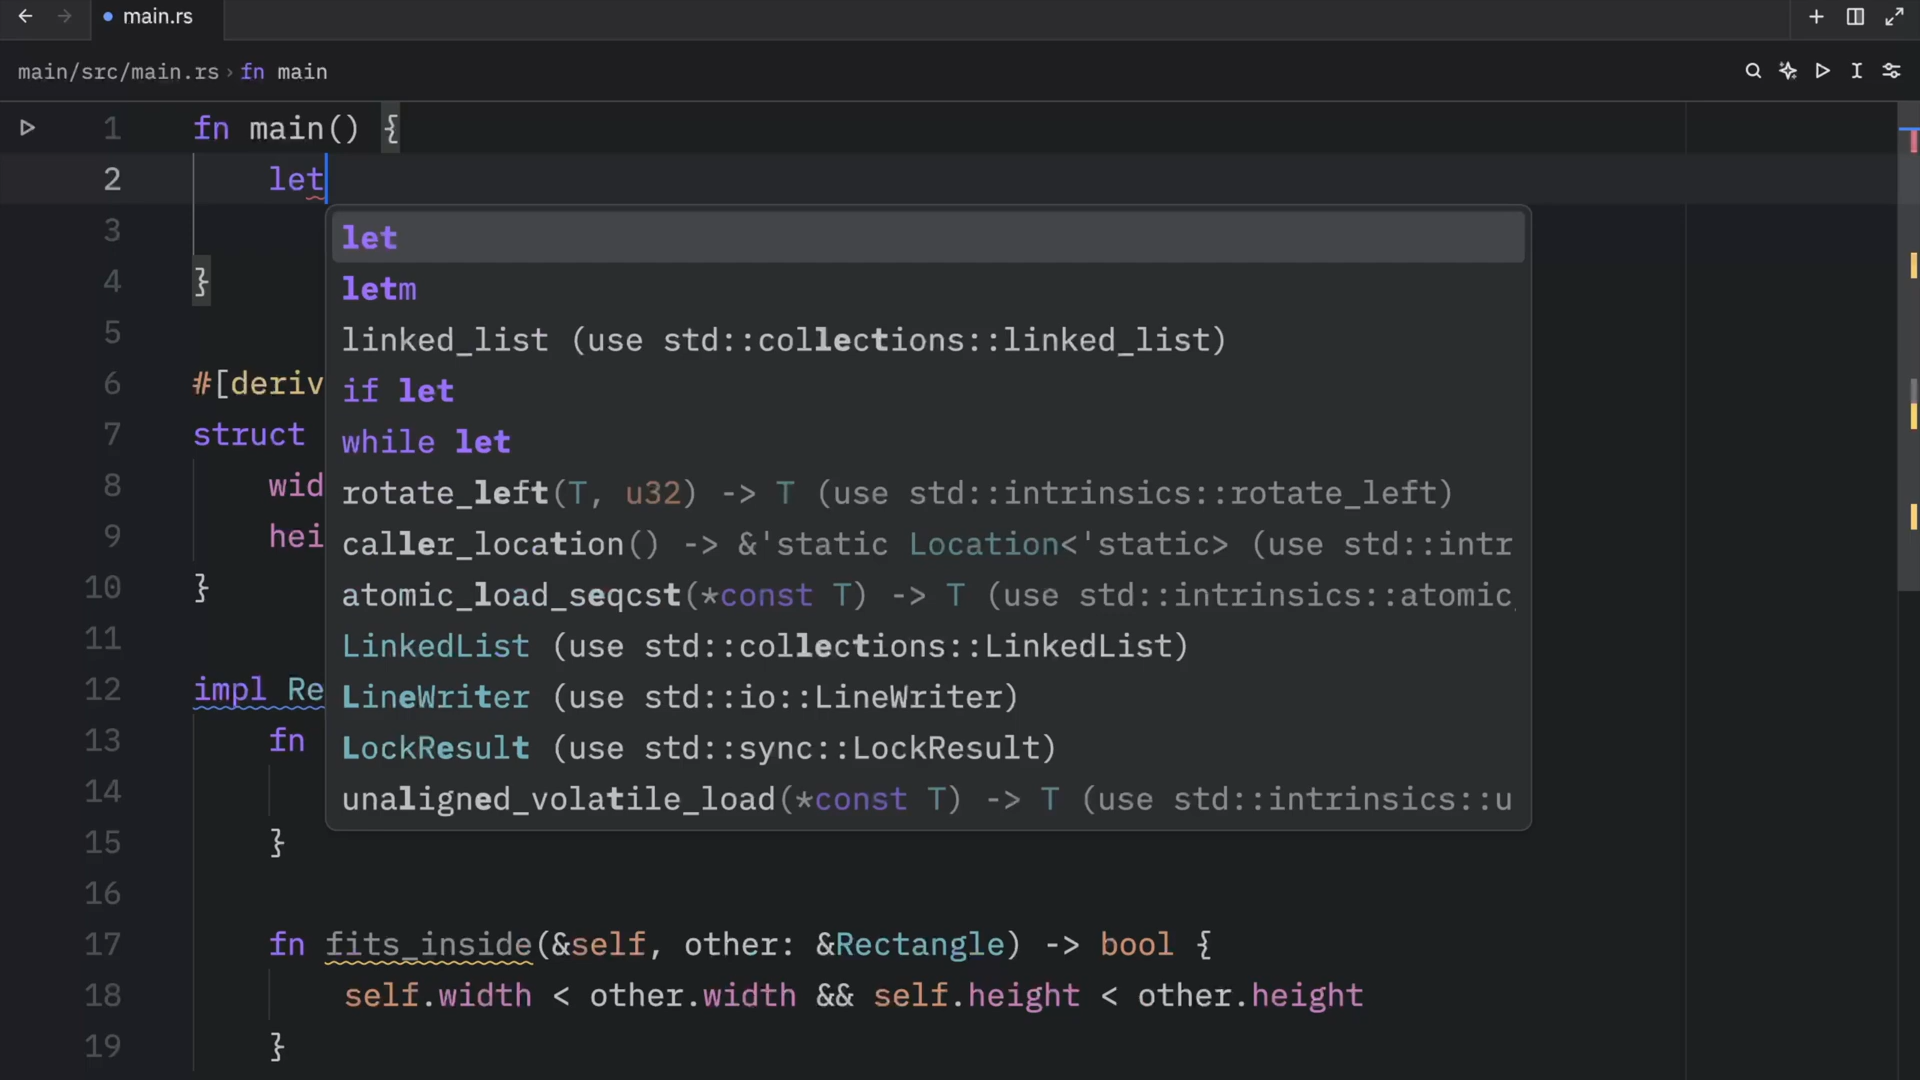 main.rs
main/src/main.rs › fn main
1 fn main() {
2 let
let
3
letm
4 }
5
linked_list (use std::collections::linked_list)
6 #[deriv
if let
7 struct
while let
8 wid
rotate_left(T, u32) -> T (use std::intrinsics::rotate_left)
9 hei
caller_location() -> &'static Location<'static> (use std::intr
10 }
atomic_load_seqcst(*const T) -> T (use std::intrinsics::atomic
11
LinkedList (use std::collections::LinkedList)
12 impl Re
LineWriter (use std::io::LineWriter)
13 fn
LockResult (use std::sync::LockResult)
14
unaligned_volatile_load(*const T) -> T (use std::intrinsics::u
15 }
16
17 fn fits_inside(&self, other: &Rectangle) -> bool {
18 self.width < other.width && self.height < other.height
19 }